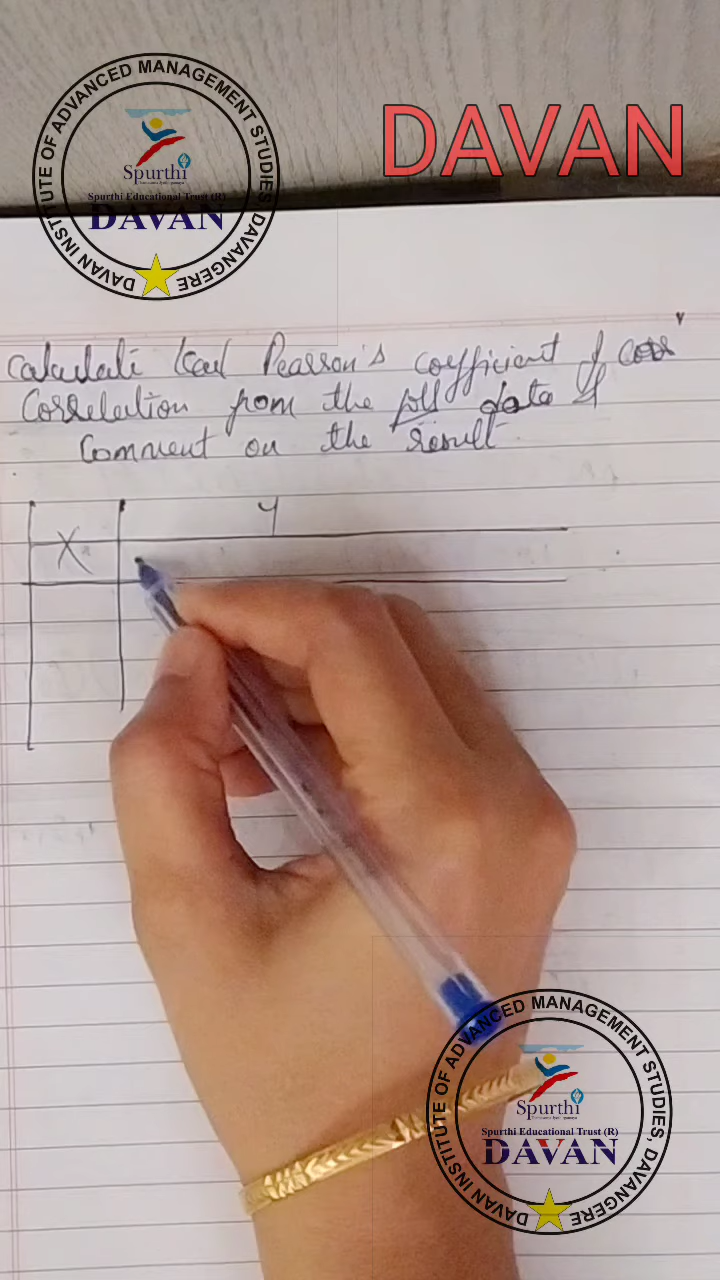 DAVAN INSTITUTE OF ADVANCED MANAGEMENT STUDIES DAVANGERE
Spurthi
Spurthi Educational Trust (R)
DAVAN
DAVAN
Calculate Karl Pearson's coefficient of corr
Correlation from the data &
Comment on the result.
X Y
DAVAN INSTITUTE OF ADVANCED MANAGEMENT STUDIES DAVANGERE
Spurthi
Spurthi Educational Trust (R)
DAVAN